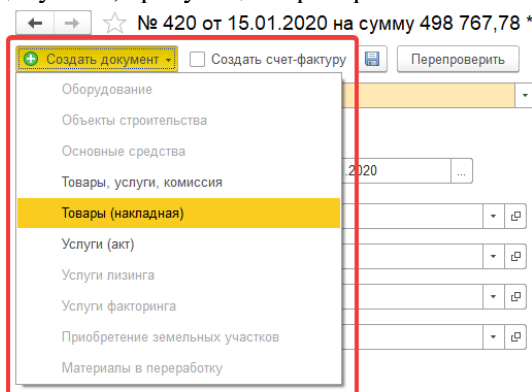 № 420 от 15.01.2020 на сумму 498 767,78 *
Создать документ Создать счет-фактуру Перепроверить
Оборудование
Объекты строительства
Основные средства
.2020 ...
Товары, услуги, комиссия
Товары (накладная)
Услуги (акт)
Услуги лизинга
Услуги факторинга
Приобретение земельных участков
Материалы в переработку